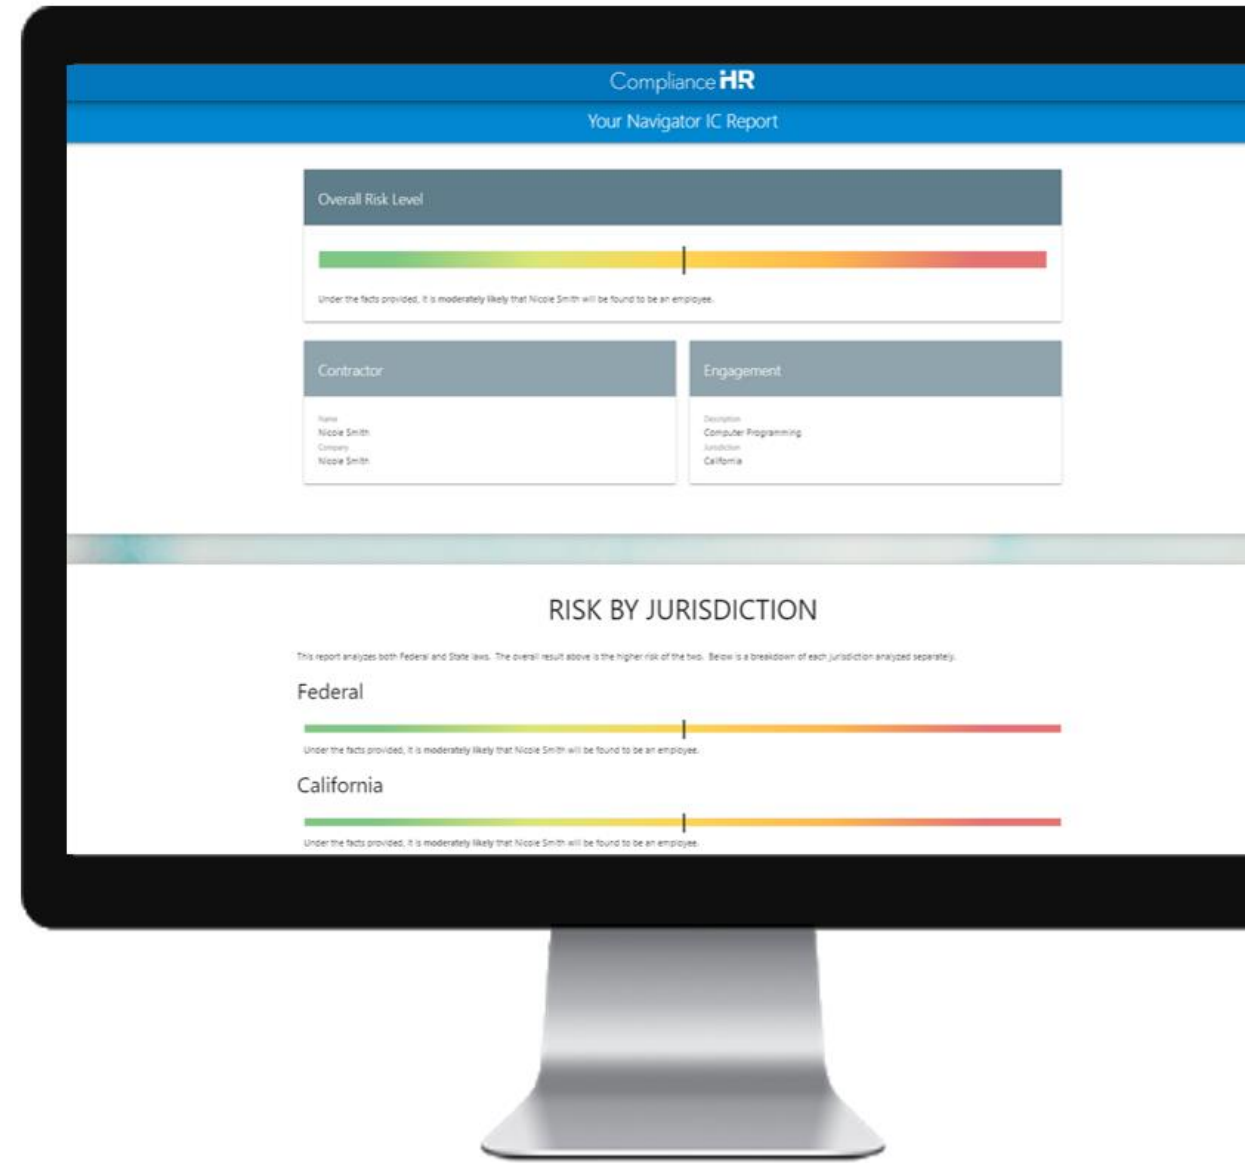 Compliance HR
Your Navigator IC Report
Overall Risk Level
Under the facts provided, it is moderately likely that Nicole Smith will be found to be an employee.
Contractor
Engagement
Name
Nicole Smith
Company
Nicole Smith
Description
Computer Programming
Jurisdiction
California
RISK BY JURISDICTION
This report analyzes both Federal and State laws. The overall result above is the higher risk of the two. Below is a breakdown of each jurisdiction analyzed separately.
Federal
Under the facts provided, it is moderately likely that Nicole Smith will be found to be an employee.
California
Under the facts provided, it is moderately likely that Nicole Smith will be found to be an employee.